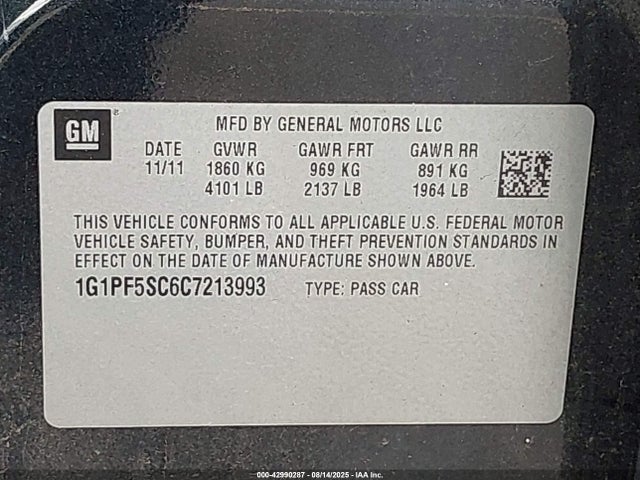 GM
MFD BY GENERAL MOTORS LLC
DATE GVWR GAWR FRT GAWR RR
11/11 1860 KG 969 KG 891 KG
4101 LB 2137 LB 1964 LB
THIS VEHICLE CONFORMS TO ALL APPLICABLE U.S. FEDERAL MOTOR
VEHICLE SAFETY, BUMPER, AND THEFT PREVENTION STANDARDS IN
EFFECT ON THE DATE OF MANUFACTURE SHOWN ABOVE.
1G1PF5SC6C7213993 TYPE: PASS CAR
000-42990287 - 08/14/2025 - IAA Inc.